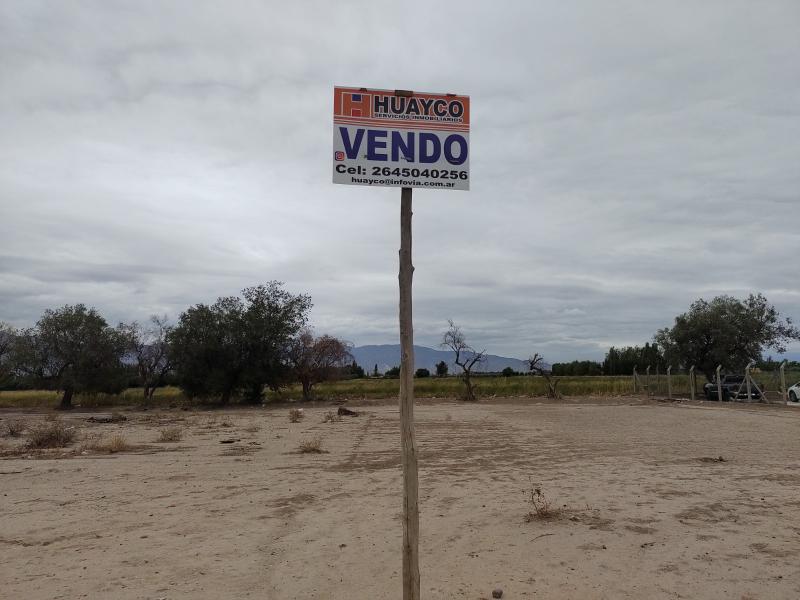 HUAYCO
SERVICIOS INMOBILIARIOS
VENDO
Cel: 2645040256
huayco@infovia.com.ar